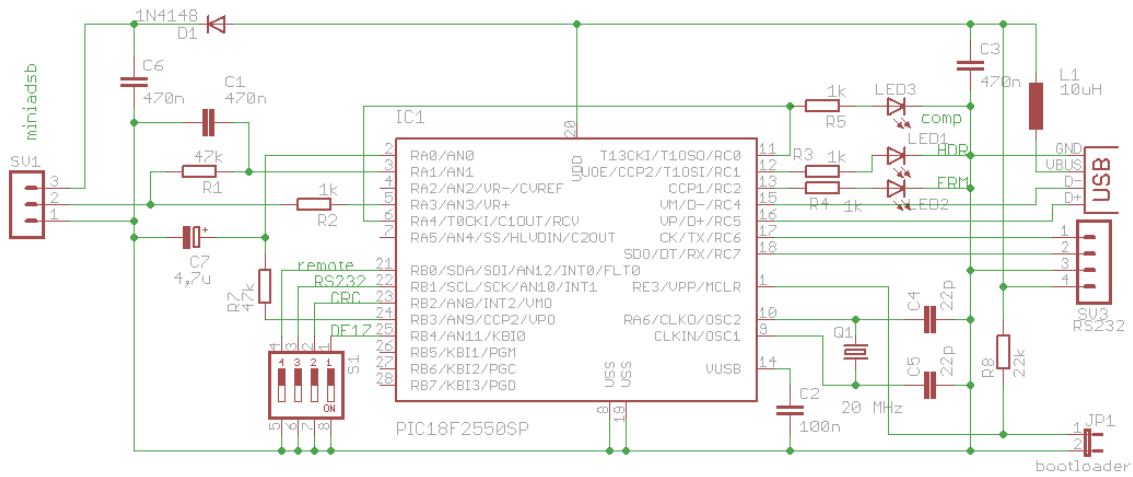 1N4148
D1
C6
470n
C1
470n
miniadsb
SV1
3
2
1
47k
R1
1k
R2
C7
4,7u
R7
47k
remote
RS232
CRC
DF17
4 3 2 1
4 3 2 1
ON
S1
5 6 7 8
IC1
PIC18F2550SP
20
VDD
2 RA0/AN0
3 RA1/AN1
4 RA2/AN2/VR-/CVREF
5 RA3/AN3/VR+
6 RA4/T0CKI/C1OUT/RCV
7 RA5/AN4/SS/HLVDIN/C2OUT
21 RB0/SDA/SDI/AN12/INT0/FLT0
22 RB1/SCL/SCK/AN10/INT1
23 RB2/AN8/INT2/VMO
24 RB3/AN9/CCP2/VPO
25 RB4/AN11/KBI0
26 RB5/KBI1/PGM
27 RB6/KBI2/PGC
28 RB7/KBI3/PGD
T13CKI/T1OSO/RC0 11
UOE/CCP2/T1OSI/RC1 12
CCP1/RC2 13
VM/D-/RC4 15
VP/D+/RC5 16
CK/TX/RC6 17
SDO/DT/RX/RC7 18
RE3/VPP/MCLR 1
RA6/CLKO/OSC2 10
CLKIN/OSC1 9
VUSB 14
VSS
VSS
8
19
1k
R5
LED3
comp
R3
1k
LED1
HDR
R4
1k
LED2
FRM
C3
470n
L1
10uH
GND
VBUS
D-
D+
USB
1
2
3
4
SV3
RS232
C4
22p
C5
22p
Q1
20 MHz
C2
100n
R8
22k
JP1
1
2
bootloader